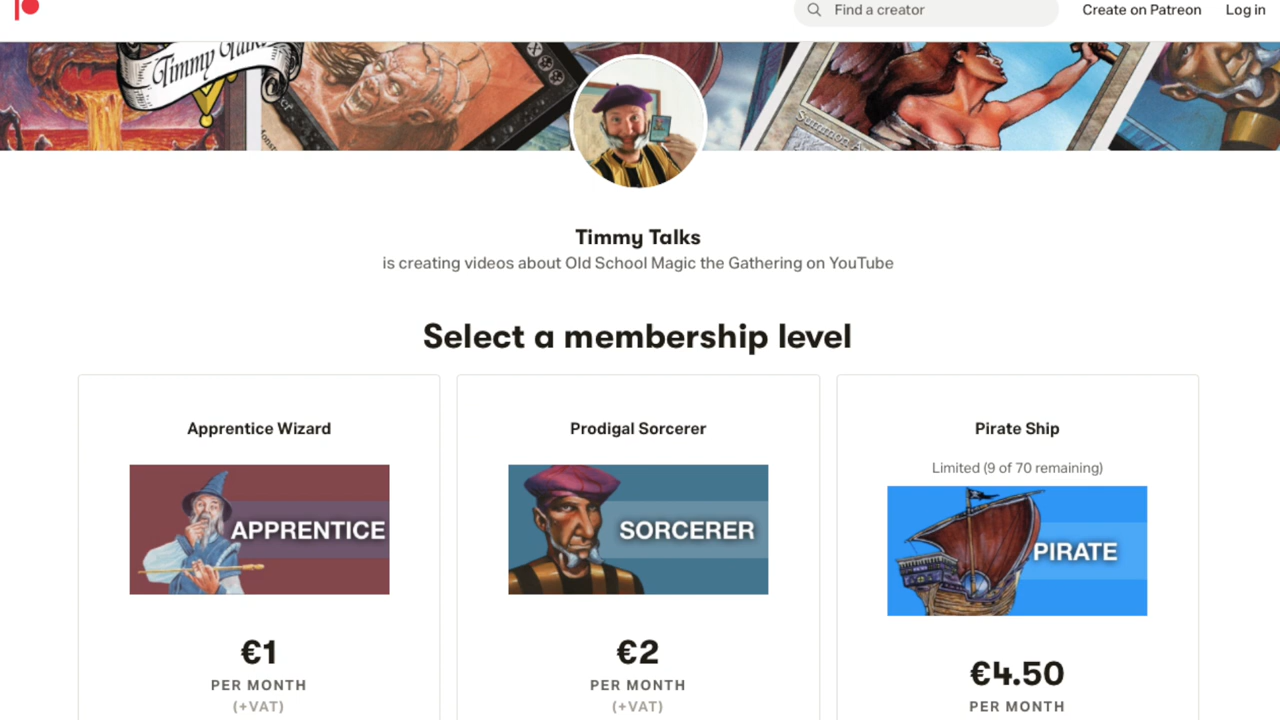 Find a creator
Create on Patreon
Log in
Timmy Talks
Summon A
Timmy Talks
is creating videos about Old School Magic the Gathering on YouTube
Select a membership level
Apprentice Wizard
Prodigal Sorcerer
Pirate Ship
Limited (9 of 70 remaining)
APPRENTICE
SORCERER
PIRATE
€1
€2
€4.50
PER MONTH
PER MONTH
PER MONTH
(+VAT)
(+VAT)